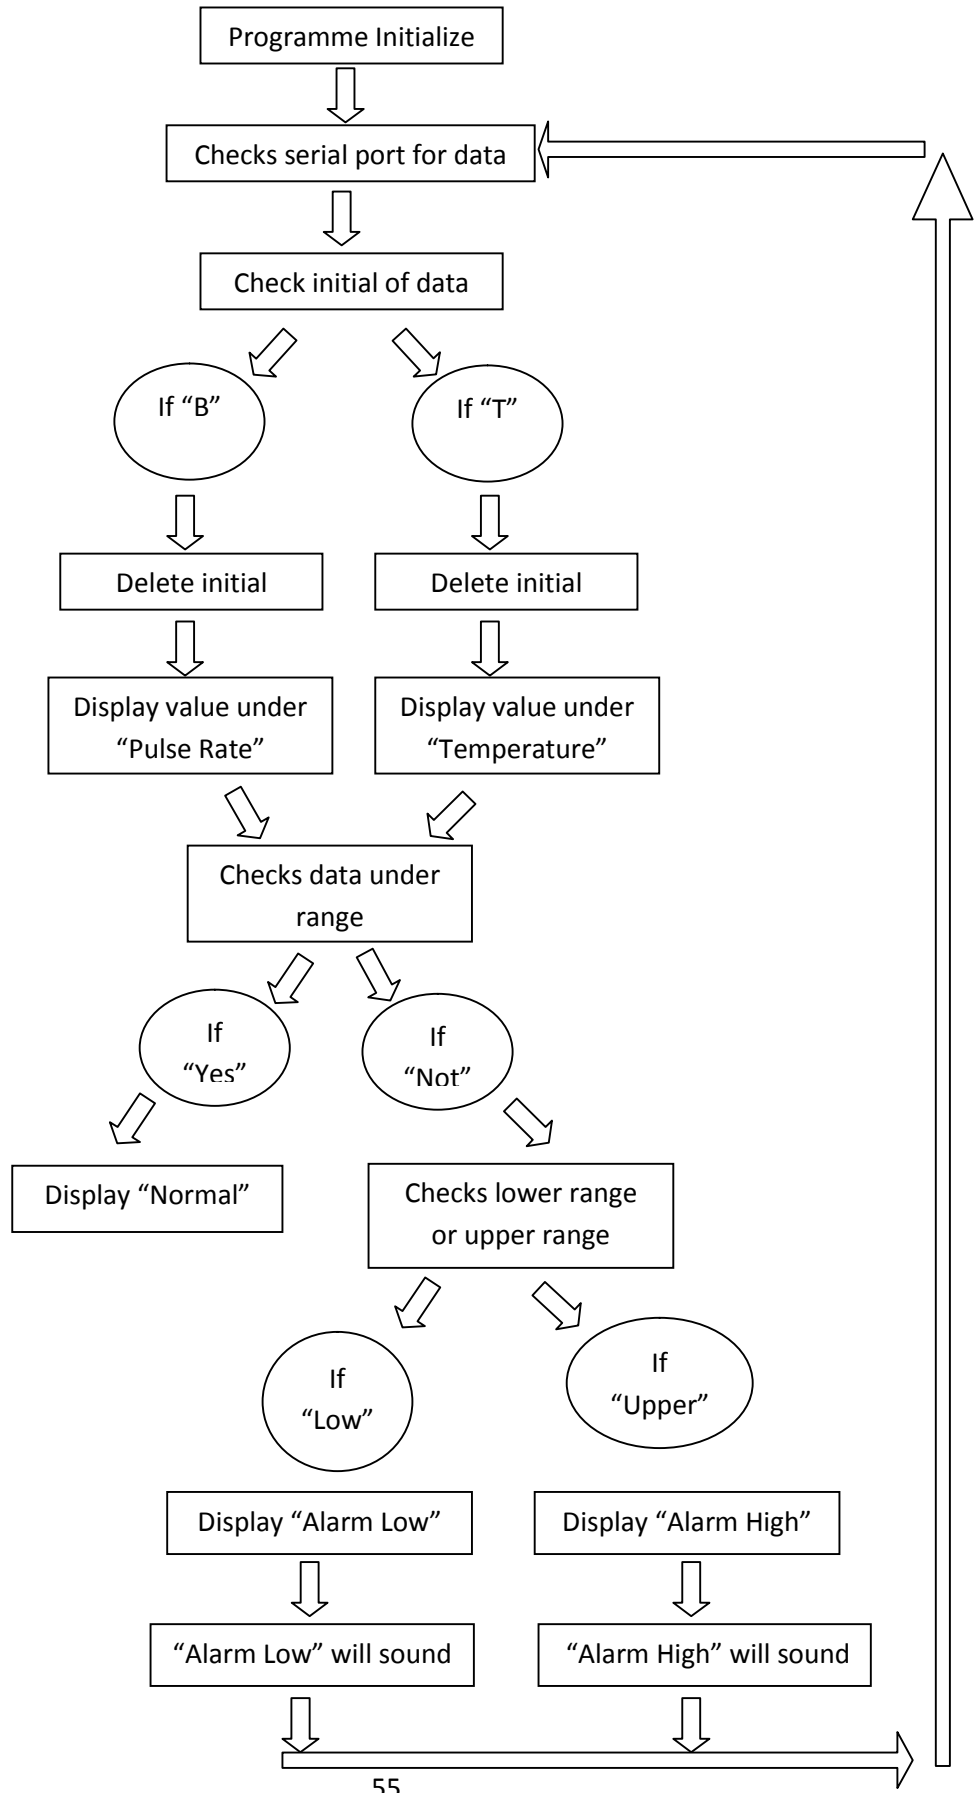 Programme Initialize
Checks serial port for data
Check initial of data
If “B”
If “T”
Delete initial
Delete initial
Display value under
“Pulse Rate”
Display value under
“Temperature”
Checks data under
range
If
“Yes”
If
“Not”
Display “Normal”
Checks lower range
or upper range
If
“Low”
If
“Upper”
Display “Alarm Low”
Display “Alarm High”
“Alarm Low” will sound
“Alarm High” will sound
55